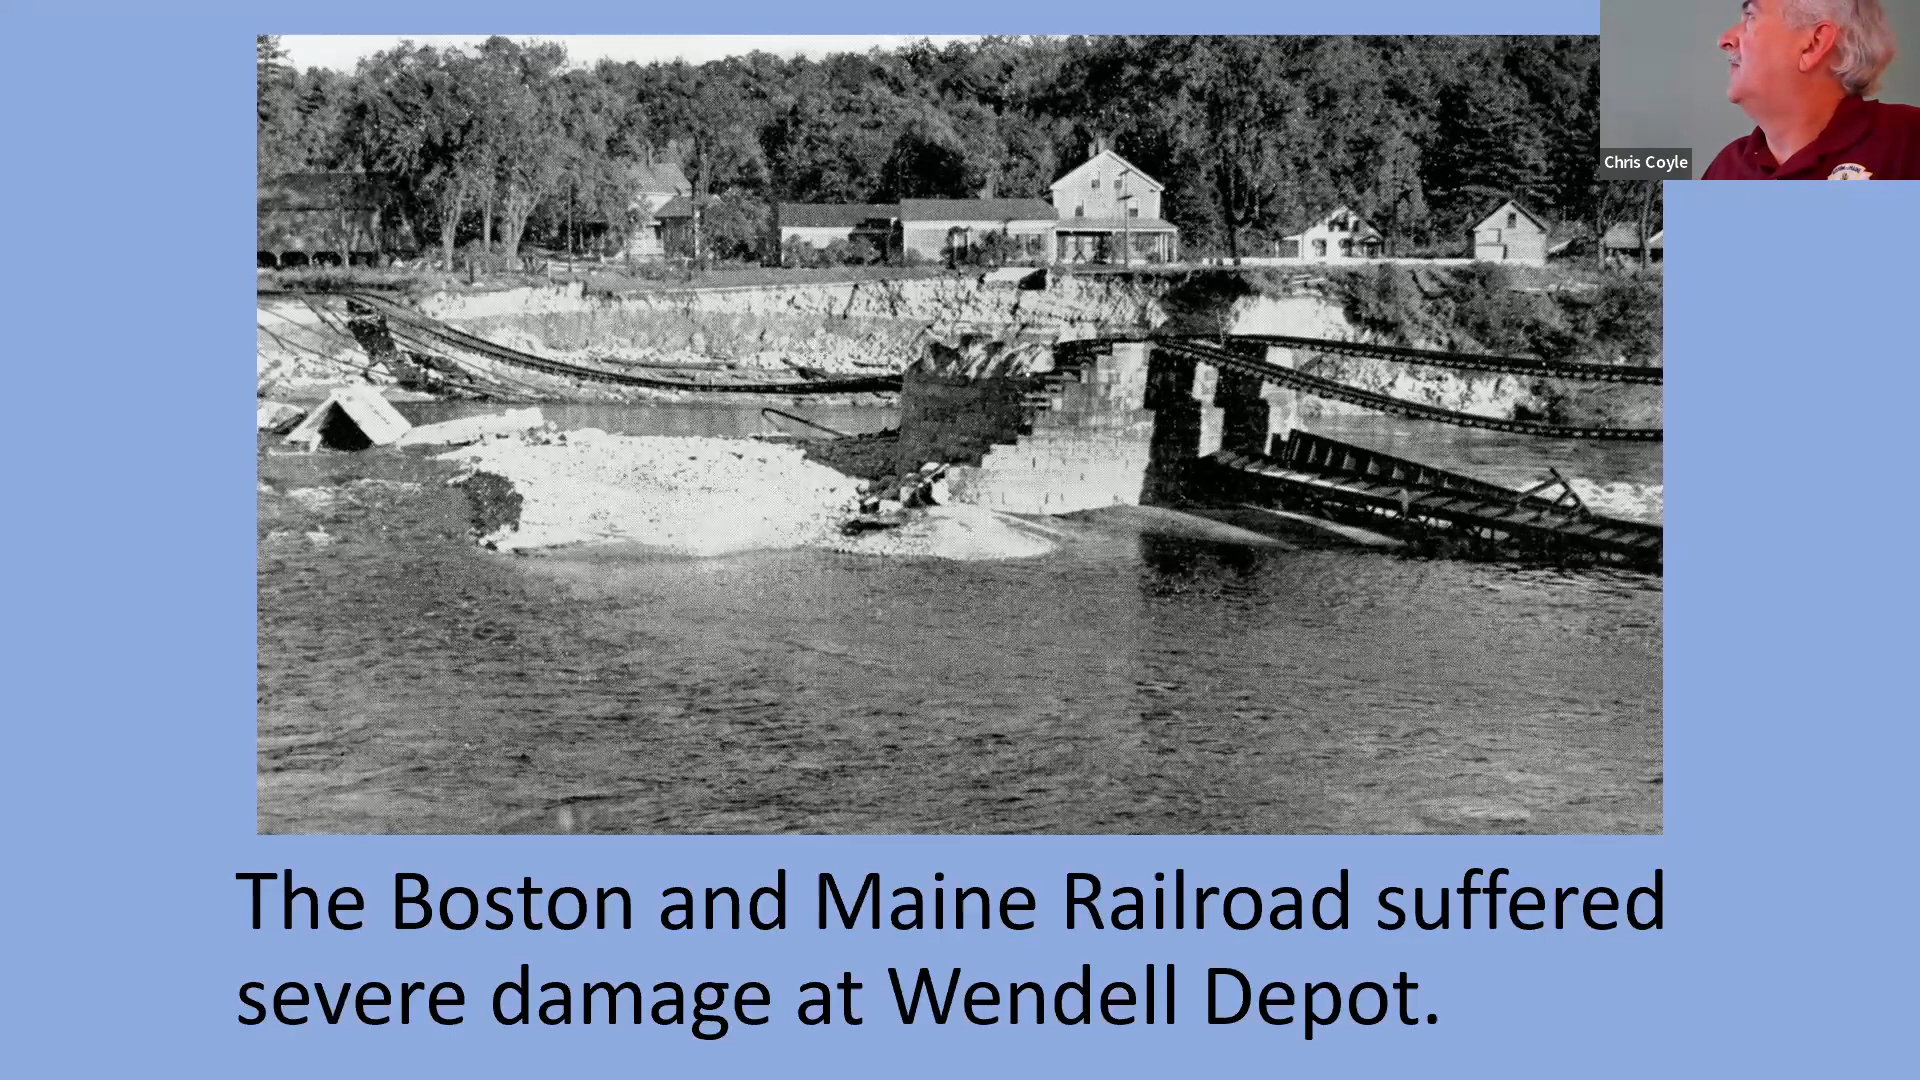 Chris Coyle
The Boston and Maine Railroad suffered
severe damage at Wendell Depot.